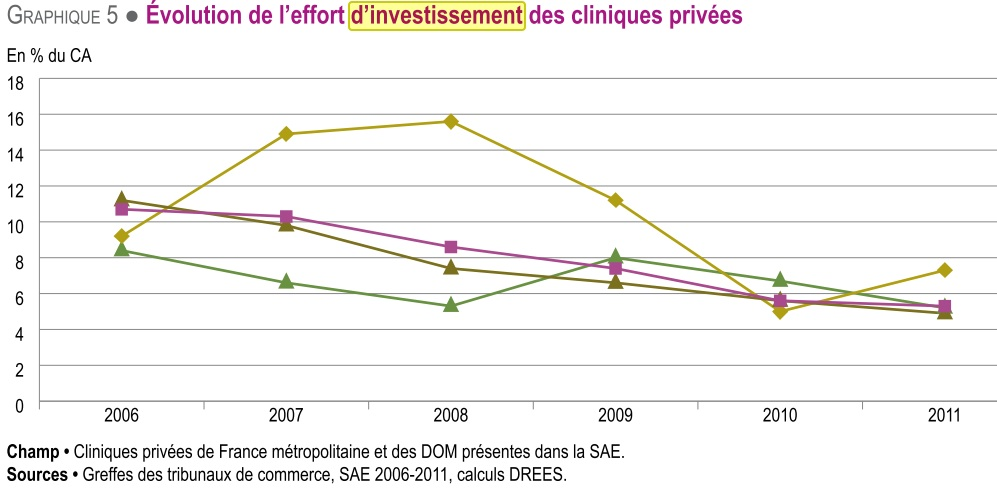 GRAPHIQUE 5 ● Évolution de l'effort d'investissement des cliniques privées
En % du CA
18
16
14
12
10
8
6
4
2
0
2006 2007 2008 2009 2010 2011
Champ • Cliniques privées de France métropolitaine et des DOM présentes dans la SAE.
Sources • Greffes des tribunaux de commerce, SAE 2006-2011, calculs DREES.